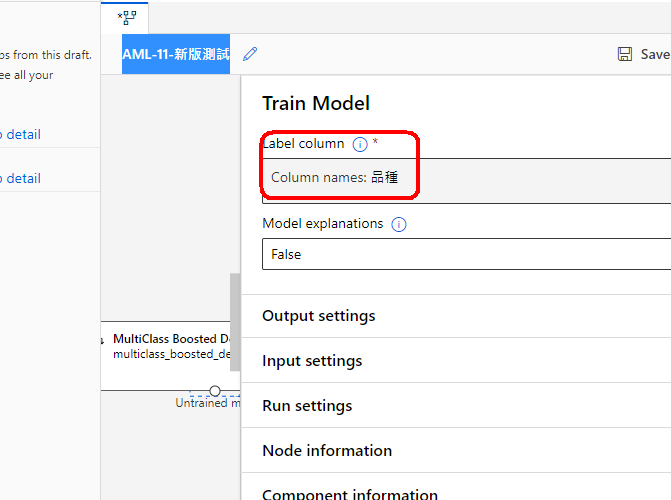 os from this draft.
ee all your
o detail
o detail
AML-11-新版測試
Save
Train Model
Label column *
Column names: 品種
Model explanations
False
Output settings
Input settings
Run settings
Node information
Component information
MultiClass Boosted De
multiclass_boosted_de
Untrained m